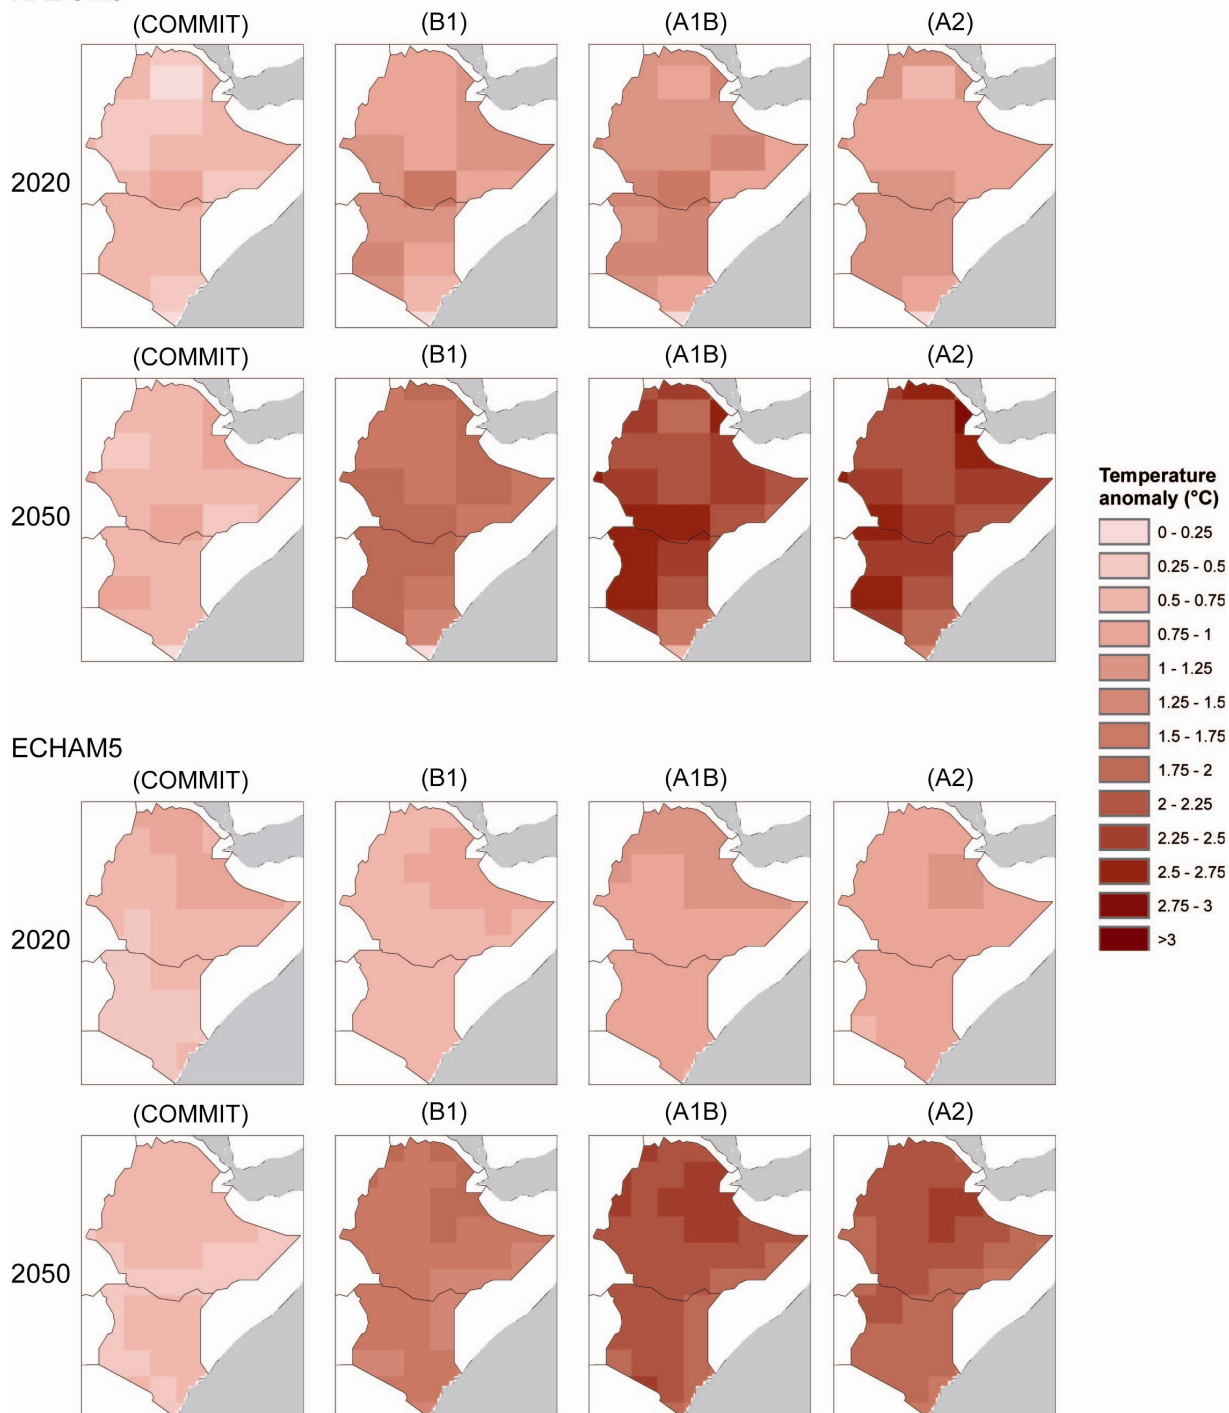 (COMMIT) (B1) (A1B) (A2)
2020
(COMMIT) (B1) (A1B) (A2)
2050
Temperature
anomaly (°C)
0 - 0.25
0.25 - 0.5
0.5 - 0.75
0.75 - 1
1 - 1.25
1.25 - 1.5
1.5 - 1.75
1.75 - 2
2 - 2.25
2.25 - 2.5
2.5 - 2.75
2.75 - 3
>3
ECHAM5
(COMMIT) (B1) (A1B) (A2)
2020
(COMMIT) (B1) (A1B) (A2)
2050